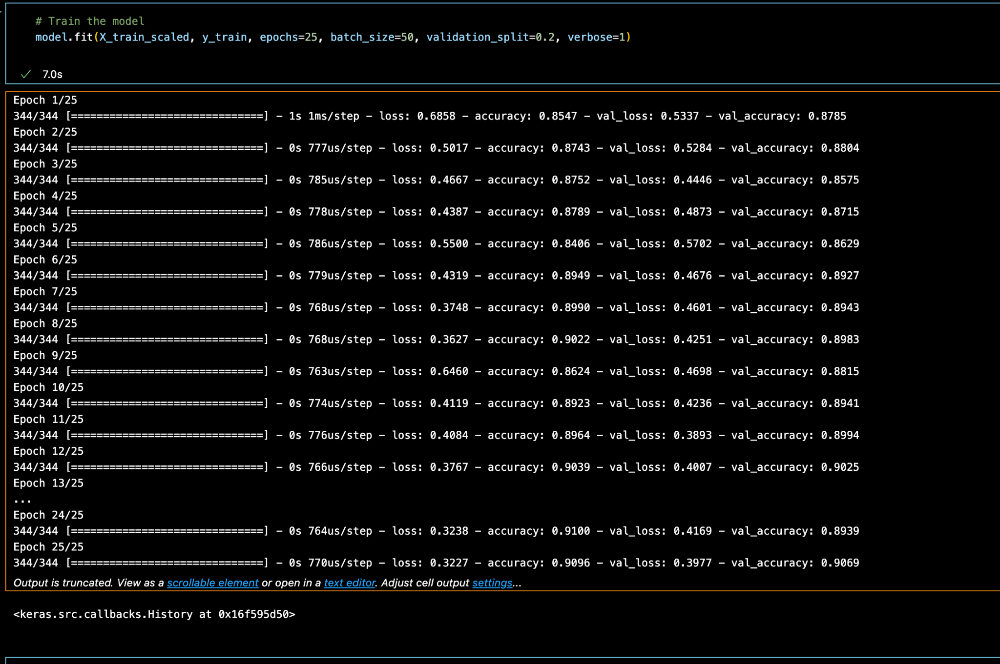 # Train the model
model.fit(X_train_scaled, y_train, epochs=25, batch_size=50, validation_split=0.2, verbose=1)
✓ 7.0s
Epoch 1/25
344/344 [==============================] - 1s 1ms/step - loss: 0.6858 - accuracy: 0.8547 - val_loss: 0.5337 - val_accuracy: 0.8785
Epoch 2/25
344/344 [==============================] - 0s 777us/step - loss: 0.5017 - accuracy: 0.8743 - val_loss: 0.5284 - val_accuracy: 0.8804
Epoch 3/25
344/344 [==============================] - 0s 785us/step - loss: 0.4667 - accuracy: 0.8752 - val_loss: 0.4446 - val_accuracy: 0.8575
Epoch 4/25
344/344 [==============================] - 0s 778us/step - loss: 0.4387 - accuracy: 0.8789 - val_loss: 0.4873 - val_accuracy: 0.8715
Epoch 5/25
344/344 [==============================] - 0s 786us/step - loss: 0.5500 - accuracy: 0.8406 - val_loss: 0.5702 - val_accuracy: 0.8629
Epoch 6/25
344/344 [==============================] - 0s 779us/step - loss: 0.4319 - accuracy: 0.8949 - val_loss: 0.4676 - val_accuracy: 0.8927
Epoch 7/25
344/344 [==============================] - 0s 768us/step - loss: 0.3748 - accuracy: 0.8990 - val_loss: 0.4601 - val_accuracy: 0.8943
Epoch 8/25
344/344 [==============================] - 0s 768us/step - loss: 0.3627 - accuracy: 0.9022 - val_loss: 0.4251 - val_accuracy: 0.8983
Epoch 9/25
344/344 [==============================] - 0s 763us/step - loss: 0.6460 - accuracy: 0.8624 - val_loss: 0.4698 - val_accuracy: 0.8815
Epoch 10/25
344/344 [==============================] - 0s 774us/step - loss: 0.4119 - accuracy: 0.8923 - val_loss: 0.4236 - val_accuracy: 0.8941
Epoch 11/25
344/344 [==============================] - 0s 776us/step - loss: 0.4084 - accuracy: 0.8964 - val_loss: 0.3893 - val_accuracy: 0.8994
Epoch 12/25
344/344 [==============================] - 0s 766us/step - loss: 0.3767 - accuracy: 0.9039 - val_loss: 0.4007 - val_accuracy: 0.9025
Epoch 13/25
...
Epoch 24/25
344/344 [==============================] - 0s 764us/step - loss: 0.3238 - accuracy: 0.9100 - val_loss: 0.4169 - val_accuracy: 0.8939
Epoch 25/25
344/344 [==============================] - 0s 770us/step - loss: 0.3227 - accuracy: 0.9096 - val_loss: 0.3977 - val_accuracy: 0.9069
Output is truncated. View as a scrollable element or open in a text editor. Adjust cell output settings...
<keras.src.callbacks.History at 0x16f595d50>